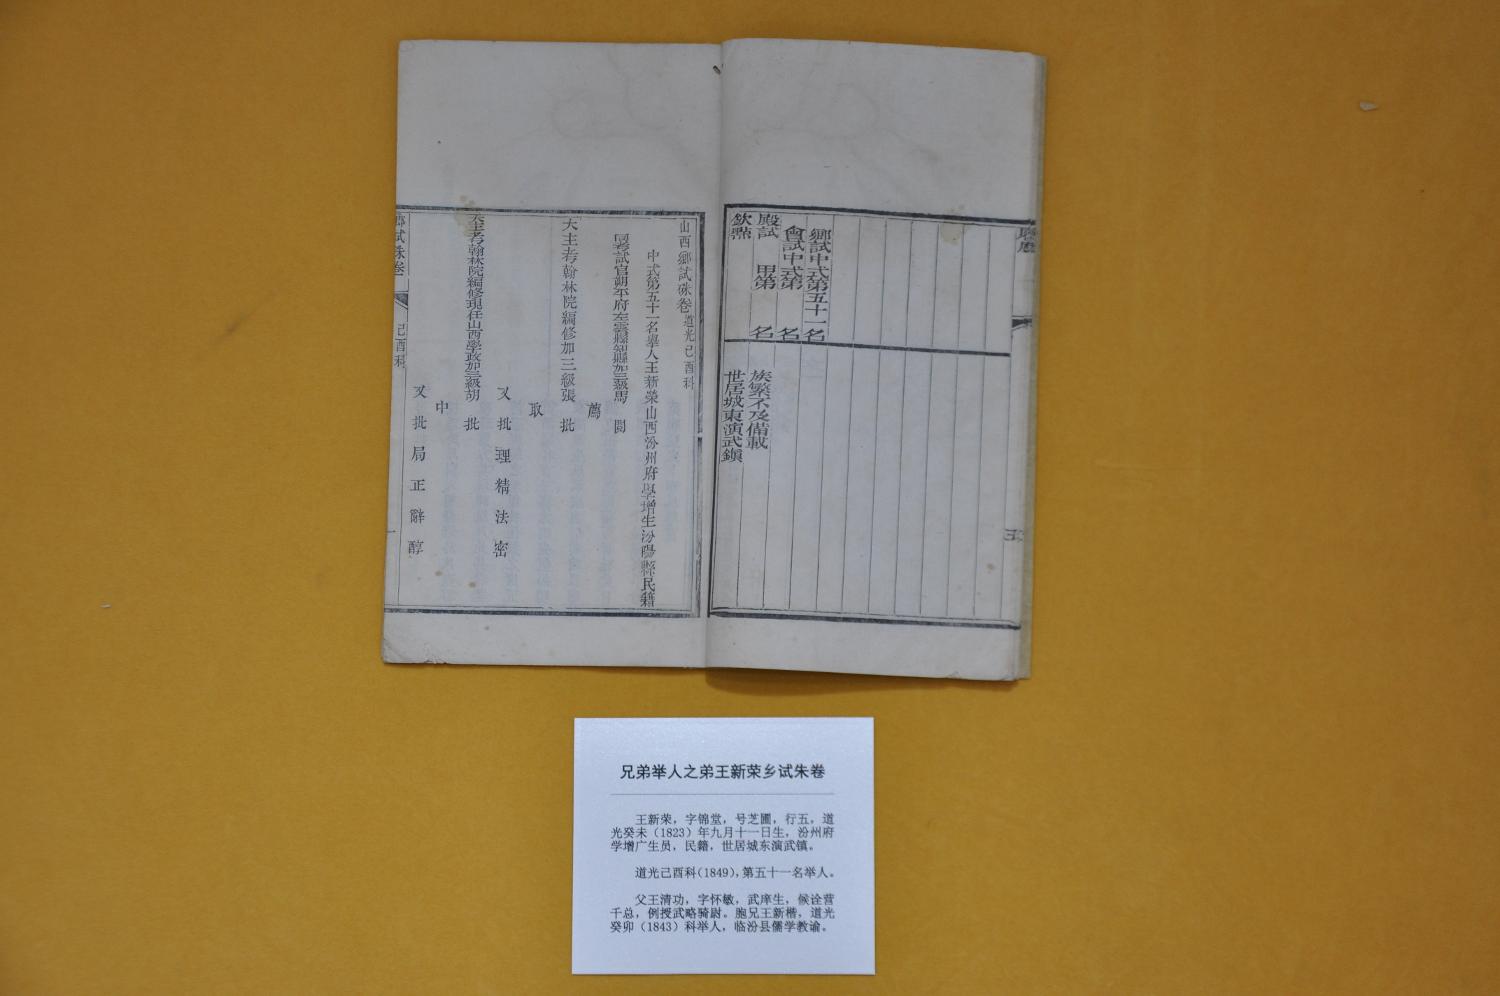 聯應
鄉試中式第五十一名
會試中式第 名
殿試 甲第 名
欽點
族繁不及備載
世居城東演武鎮
山西鄉試硃卷道光己酉科
中式第五十一名舉人王新榮山西汾州府學增生汾陽縣民籍
同考試官朔平府左雲縣知縣加三級馬 閱
薦
大主考翰林院編修加三級張 批
取
又批理精法密
大主考翰林院編修現任山西學政加三級胡 批
中
又批局正辭醇
鄉試硃卷
己酉科
一
兄弟举人之弟王新荣乡试朱卷
王新荣，字锦堂，号芝圃，行五，道
光癸未（1823）年九月十一日生，汾州府
学增广生员，民籍，世居城东演武镇。
道光己酉科（1849），第五十一名举人。
父王清功，字怀敏，武庠生，候诠营
千总，例授武略骑尉。胞兄王新楷，道光
癸卯（1843）科举人，临汾县儒学教谕。